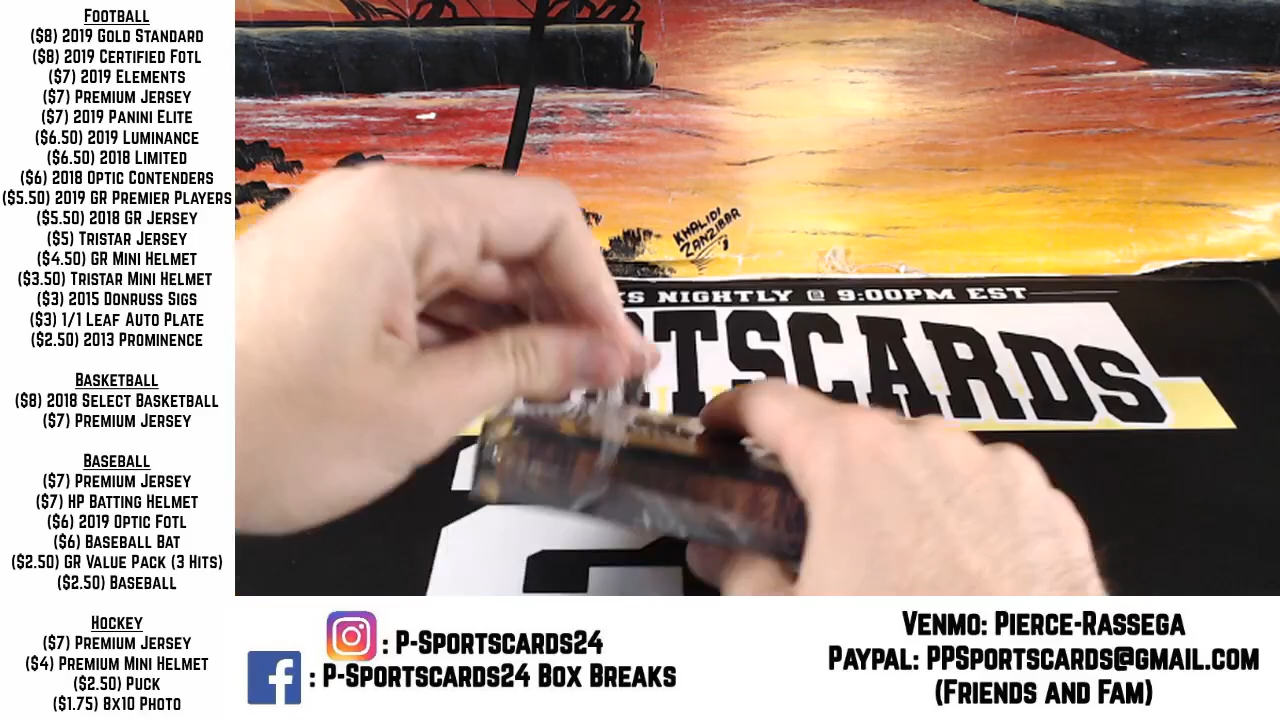 Football
($8) 2019 Gold Standard
($8) 2019 Certified Fotl
($7) 2019 Elements
($7) Premium Jersey
($7) 2019 Panini Elite
($6.50) 2019 Luminance
($6.50) 2018 Limited
($6) 2018 Optic Contenders
($5.50) 2019 GR Premier Players
($5.50) 2018 GR Jersey
($5) Tristar Jersey
($4.50) GR Mini Helmet
($3.50) Tristar Mini Helmet
($3) 2015 Donruss Sigs
($3) 1/1 Leaf Auto Plate
($2.50) 2013 Prominence
Basketball
($8) 2018 Select Basketball
($7) Premium Jersey
Baseball
($7) Premium Jersey
($7) HP Batting Helmet
($6) 2019 Optic Fotl
($6) Baseball Bat
($2.50) GR Value Pack (3 Hits)
($2.50) Baseball
Hockey
($7) Premium Jersey
($4) Premium Mini Helmet
($2.50) Puck
($1.75) 8x10 Photo
Khalidi
Zanzibar
KS NIGHTLY @ 9:00PM EST
RTSCARDS
: P-Sportscards24
: P-Sportscards24 Box Breaks
Venmo: Pierce-Rassega
Paypal: PPSportscards@gmail.com
(Friends and Fam)